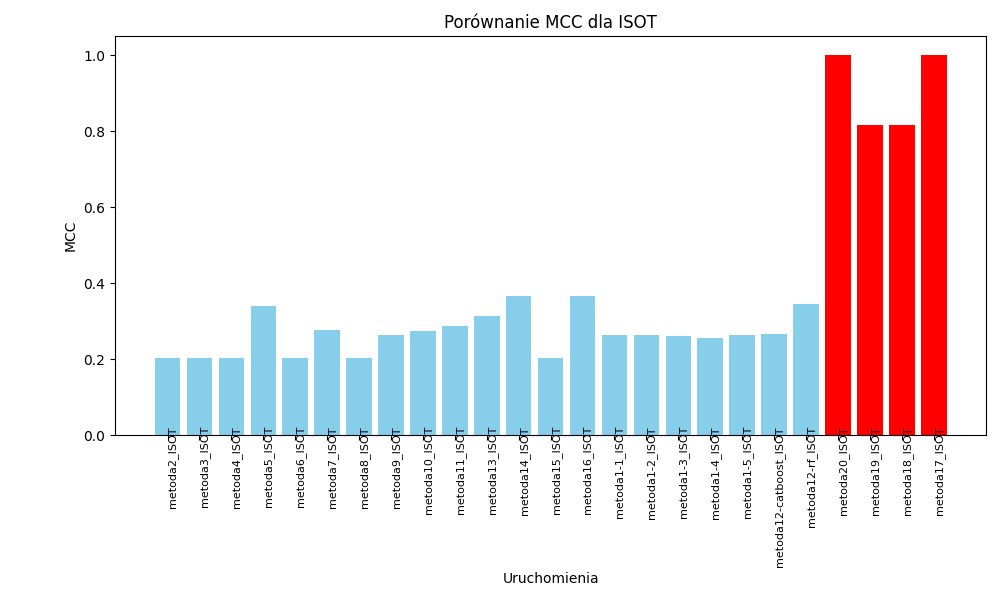 Porównanie MCC dla ISOT
MCC
1.0
0.8
0.6
0.4
0.2
0.0
metoda2_ISOT
metoda3_ISOT
metoda4_ISOT
metoda5_ISOT
metoda6_ISOT
metoda7_ISOT
metoda8_ISOT
metoda9_ISOT
metoda10_ISOT
metoda11_ISOT
metoda13_ISOT
metoda14_ISOT
metoda15_ISOT
metoda16_ISOT
metoda1-1_ISOT
metoda1-2_ISOT
metoda1-3_ISOT
metoda1-4_ISOT
metoda1-5_ISOT
metoda12-catboost_ISOT
metoda12-rf_ISOT
metoda20_ISOT
metoda19_ISOT
metoda18_ISOT
metoda17_ISOT
Uruchomienia